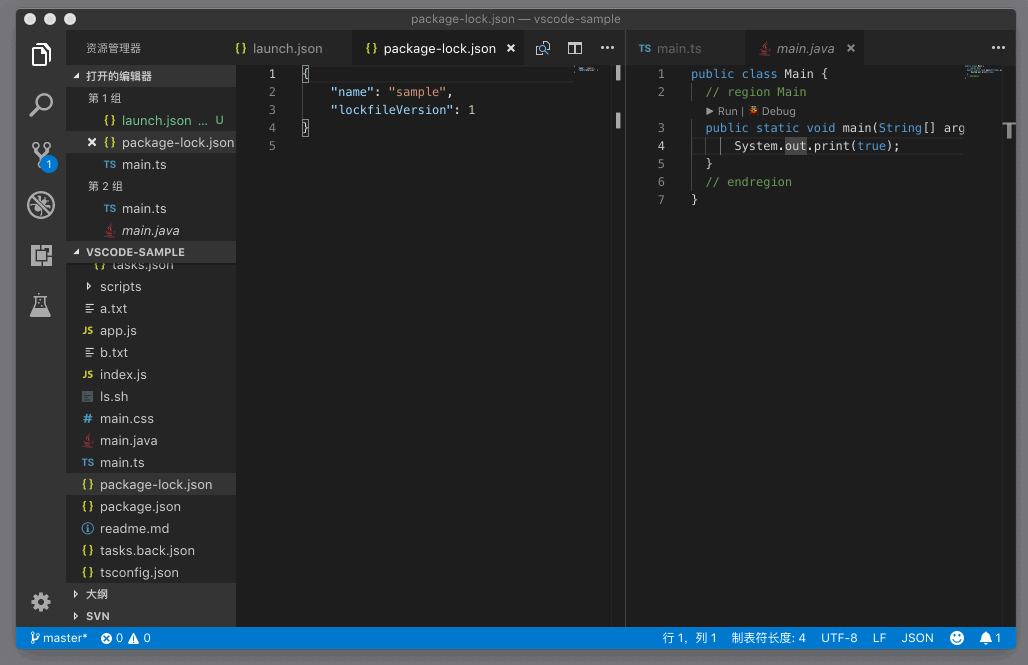 package-lock.json — vscode-sample
资源管理器
打开的编辑器
第 1 组
{} launch.json ... U
× {} package-lock.json
TS main.ts
第 2 组
TS main.ts
main.java
VSCODE-SAMPLE
{} tasks.json
scripts
a.txt
JS app.js
b.txt
JS index.js
ls.sh
# main.css
main.java
TS main.ts
{} package-lock.json
{} package.json
readme.md
{} tasks.back.json
{} tsconfig.json
大纲
SVN
1
{} launch.json
{} package-lock.json ×
1 {
2 "name": "sample",
3 "lockfileVersion": 1
4 }
5
TS main.ts
main.java ×
1 public class Main {
2 // region Main
Run | Debug
3 public static void main(String[] arg
4 System.out.print(true);
5 }
6 // endregion
7 }
T
master* 0 0
行 1，列 1 制表符长度: 4 UTF-8 LF JSON 1